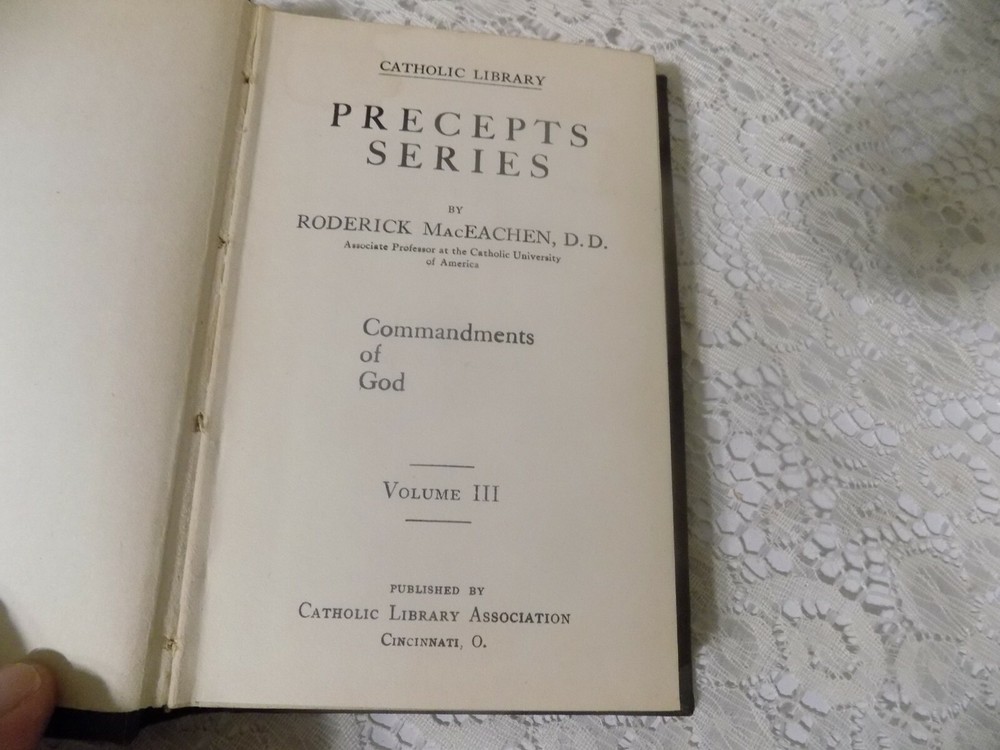 CATHOLIC LIBRARY
PRECEPTS
SERIES
BY
RODERICK MACEACHEN, D.D.
Associate Professor at the Catholic University
of America
Commandments
of
God
VOLUME III
PUBLISHED BY
CATHOLIC LIBRARY ASSOCIATION
CINCINNATI, O.